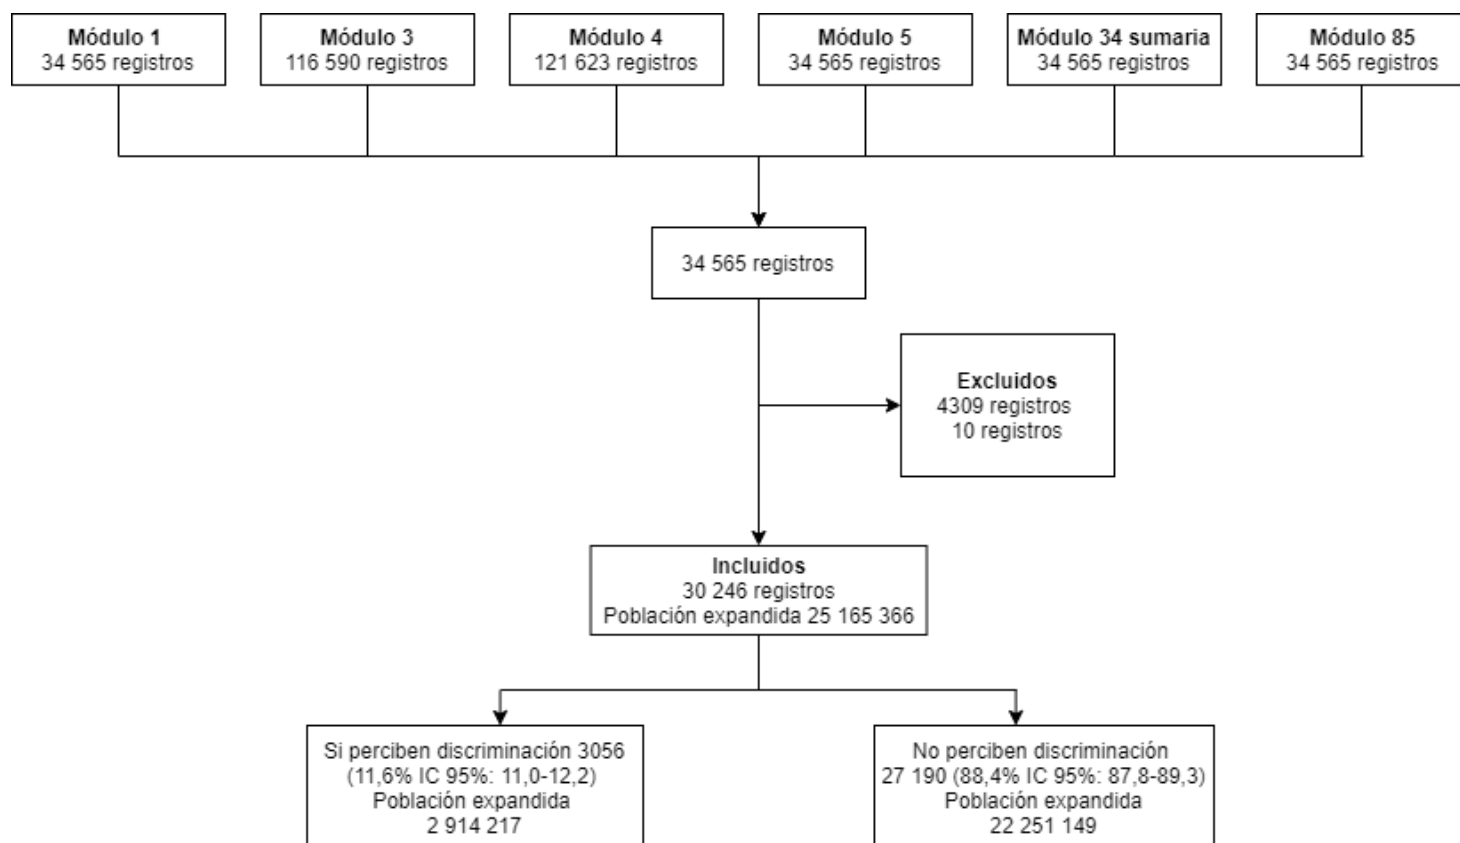 Módulo 1
34 565 registros
Módulo 3
116 590 registros
Módulo 4
121 623 registros
Módulo 5
34 565 registros
Módulo 34 sumaria
34 565 registros
Módulo 85
34 565 registros
34 565 registros
Excluidos
4309 registros
10 registros
Incluidos
30 246 registros
Población expandida 25 165 366
Si perciben discriminación 3056
(11,6% IC 95%: 11,0-12,2)
Población expandida
2 914 217
No perciben discriminación
27 190 (88,4% IC 95%: 87,8-89,3)
Población expandida
22 251 149